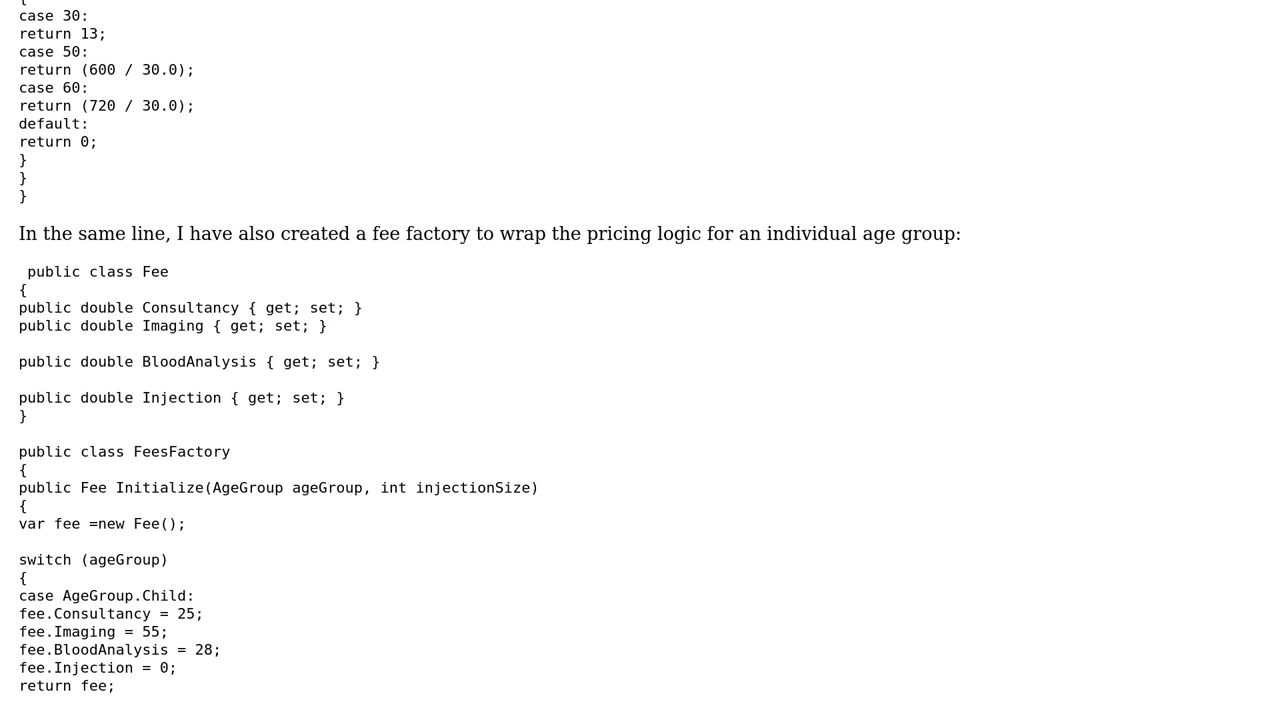 {
case 30:
return 13;
case 50:
return (600 / 30.0);
case 60:
return (720 / 30.0);
default:
return 0;
}
}
}
In the same line, I have also created a fee factory to wrap the pricing logic for an individual age group:
public class Fee
{
public double Consultancy { get; set; }
public double Imaging { get; set; }
public double BloodAnalysis { get; set; }
public double Injection { get; set; }
}
public class FeesFactory
{
public Fee Initialize(AgeGroup ageGroup, int injectionSize)
{
var fee =new Fee();
switch (ageGroup)
{
case AgeGroup.Child:
fee.Consultancy = 25;
fee.Imaging = 55;
fee.BloodAnalysis = 28;
fee.Injection = 0;
return fee;